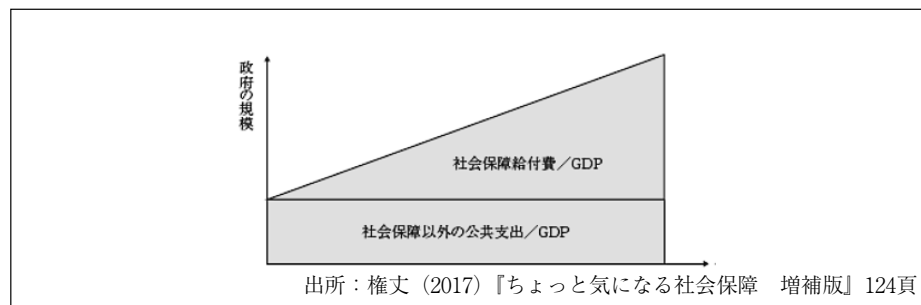 政府の規模
社会保障給付費／GDP
社会保障以外の公共支出／GDP
出所：権丈（2017）『ちょっと気になる社会保障　増補版』124頁